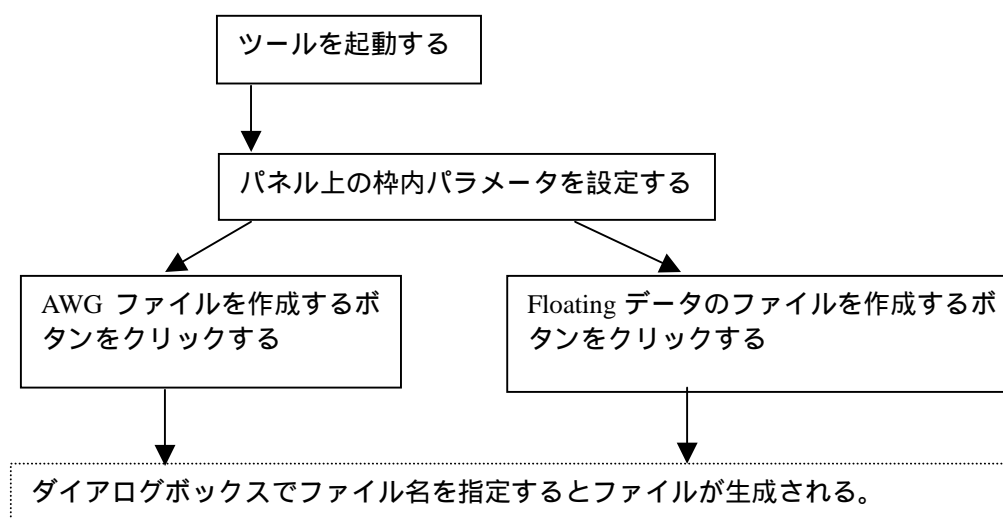 ツールを起動する
パネル上の枠内パラメータを設定する
AWG ファイルを作成するボ
タンをクリックする
Floating データのファイルを作成するボ
タンをクリックする
ダイアログボックスでファイル名を指定するとファイルが生成される。